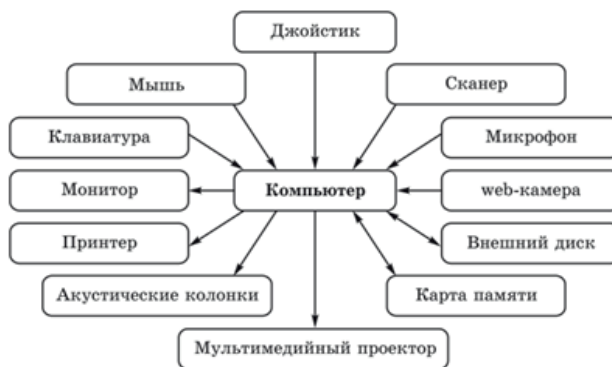 Джойстик
Мышь
Сканер
Клавиатура
Микрофон
Монитор
Компьютер
web-камера
Принтер
Внешний диск
Акустические колонки
Карта памяти
Мультимедийный проектор